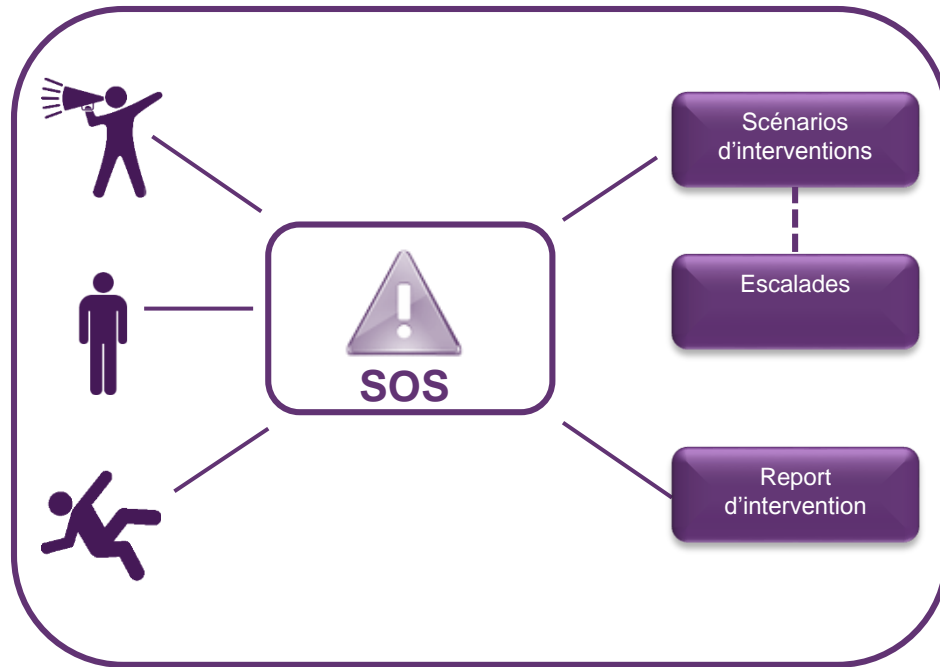 Scénarios
d’interventions
Escalades
SOS
Report
d’intervention